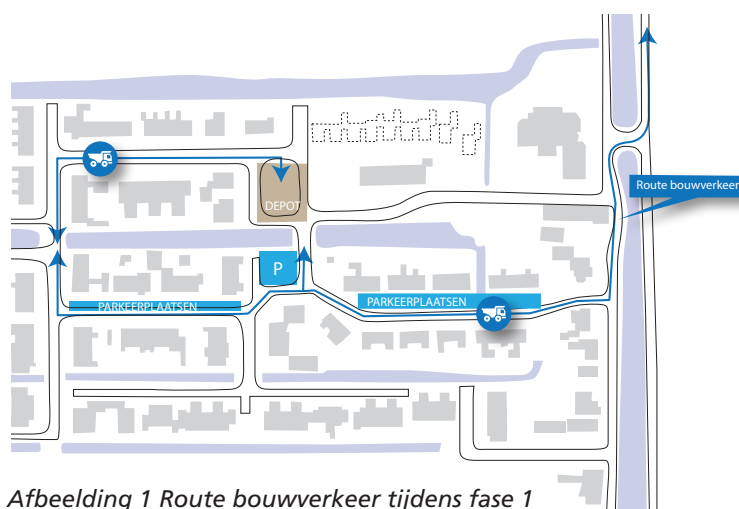 DEPOT
Route bouwverkeer
P
PARKEERPLAATSEN
PARKEERPLAATSEN
Afbeelding 1 Route bouwverkeer tijdens fase 1